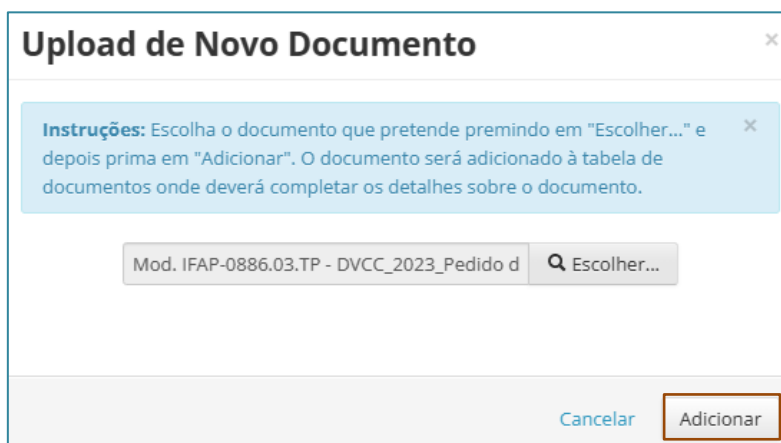 Upload de Novo Documento ×
Instruções: Escolha o documento que pretende premindo em "Escolher..." e ×
depois prima em "Adicionar". O documento será adicionado à tabela de
documentos onde deverá completar os detalhes sobre o documento.
Mod. IFAP-0886.03.TP - DVCC_2023_Pedido d Escolher...
Cancelar Adicionar